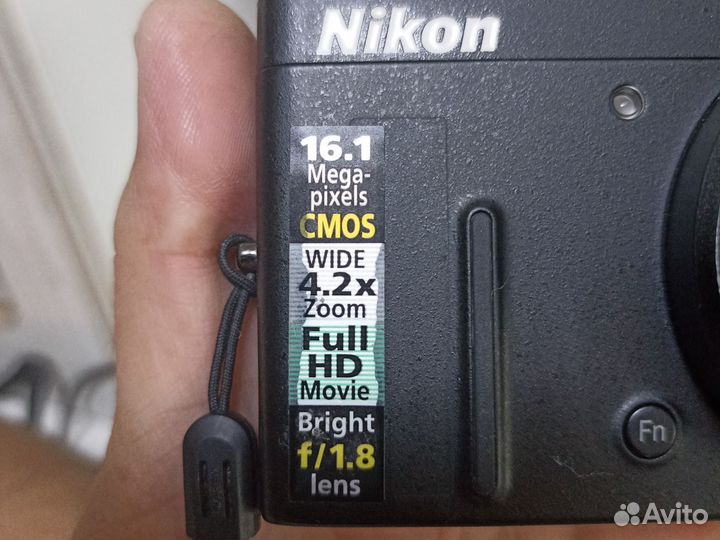 Nikon
16.1
Mega-
pixels
CMOS
WIDE
4.2x
Zoom
Full
HD
Movie
Bright
f/1.8
lens
Fn
Avito